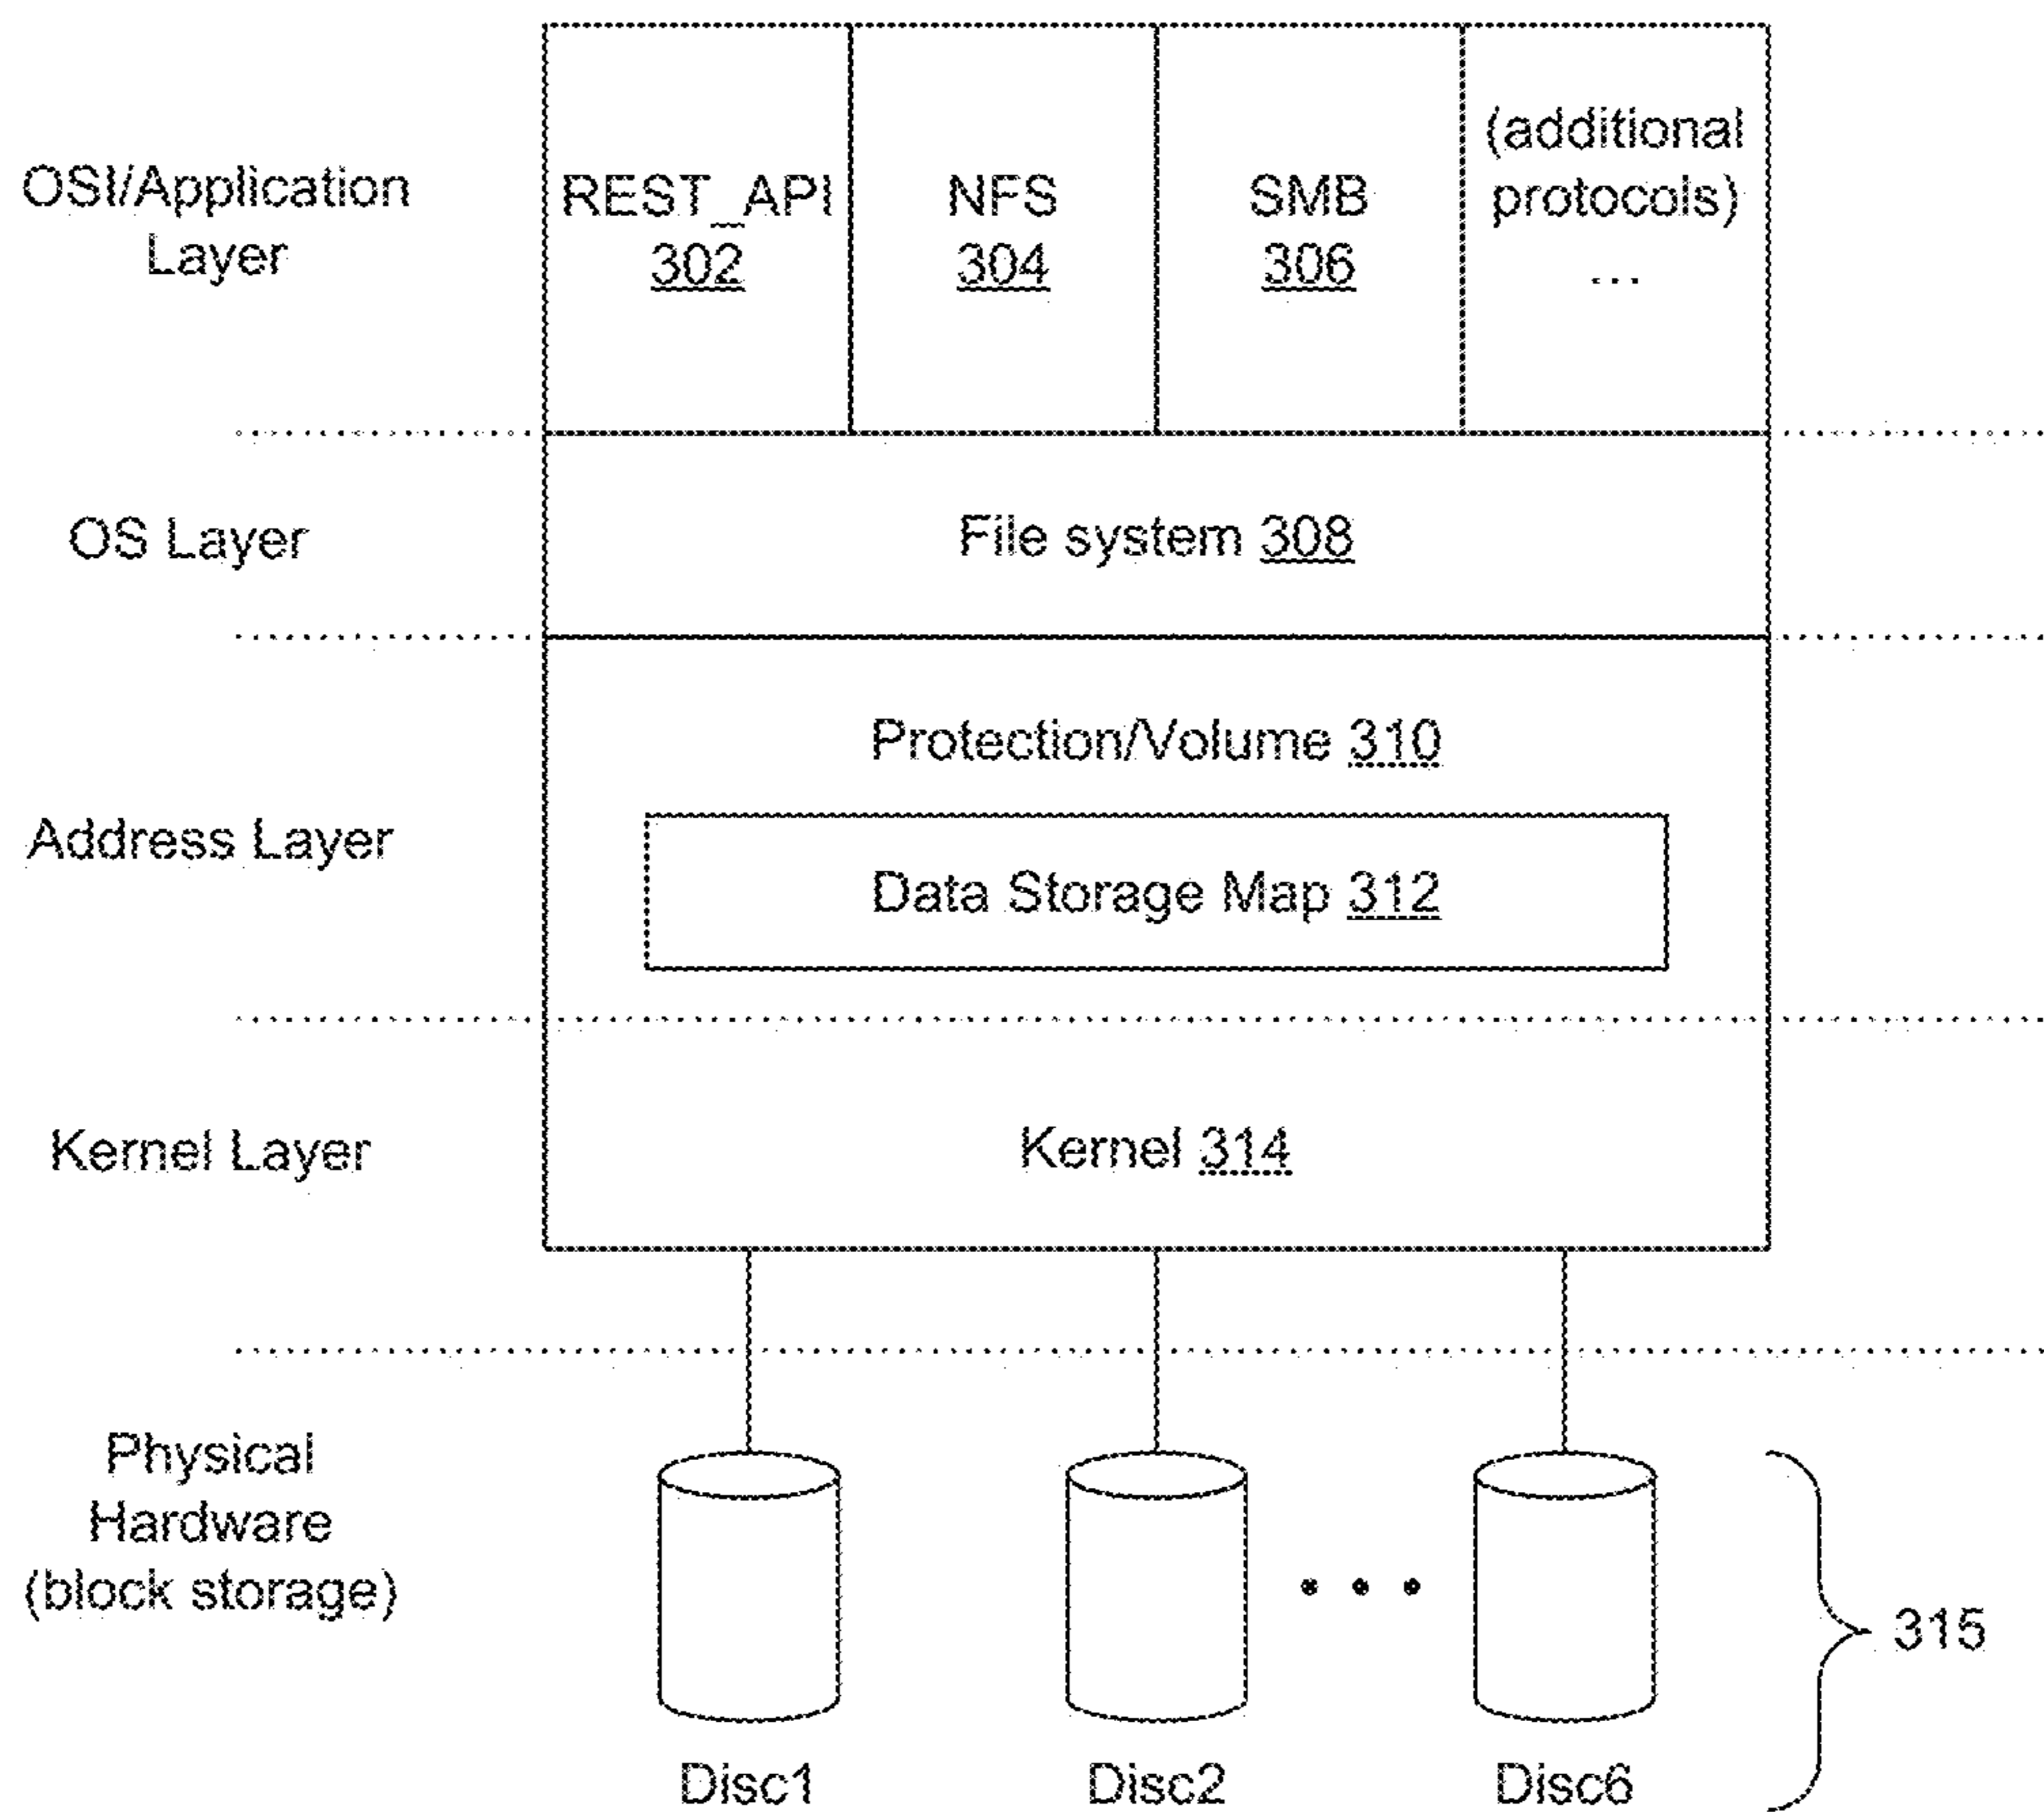 OSI/Application
Layer
REST_API
302
NFS
304
SMB
306
(additional
protocols)
...
OS Layer
File system 308
Address Layer
Protection/Volume 310
Data Storage Map 312
Kernel Layer
Kernel 314
Physical
Hardware
(block storage)
• • •
315
Disc1
Disc2
Disc6